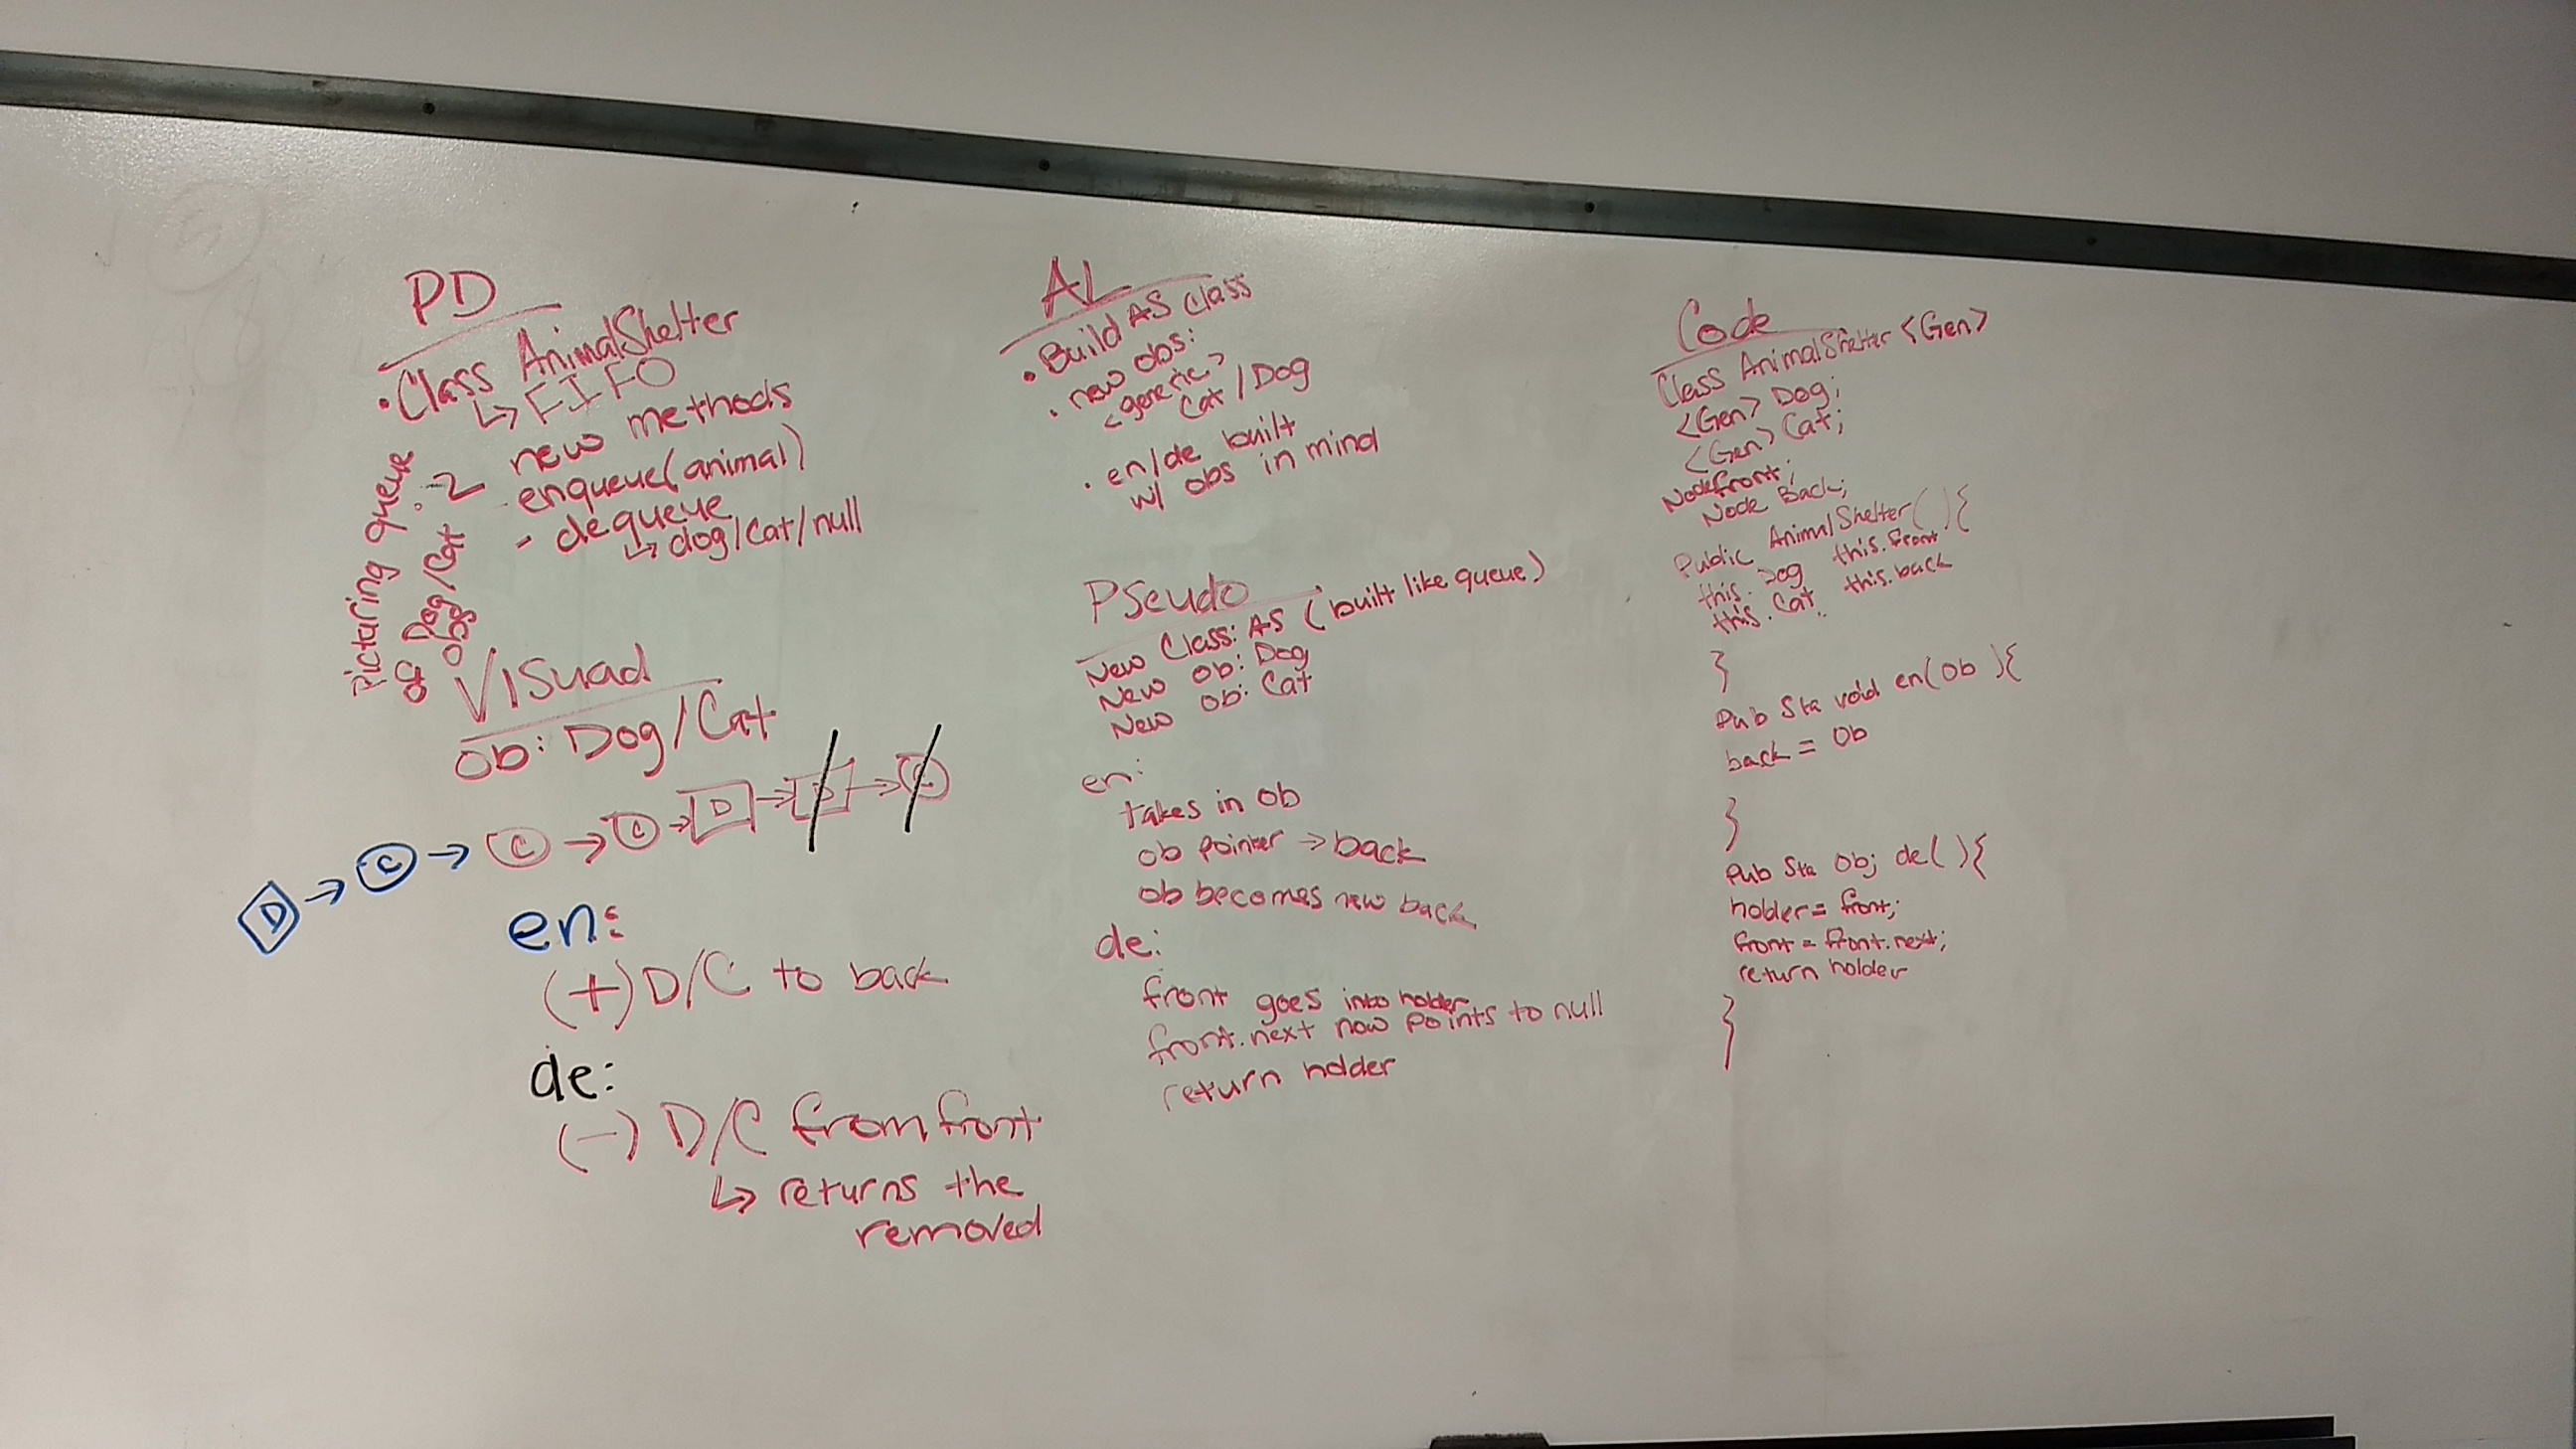 PD
• Class AnimalShelter
↳ FIFO
: 2 new methods
- enqueue(animal)
- dequeue
↳ dog/cat/null
Picturing queue
of Dog/Cat
obs
Visuad
ob: Dog/Cat
D → C → C → C → D → D → C
en:
(+) D/C to back
de:
(-) D/C from front
↳ returns the
removed
AL
• Build AS class
• new obs:
<generic>
Cat / Dog
• en/de built
w/ obs in mind
Pseudo
New Class: AS (built like queue)
New Ob: Dog
New Ob: Cat
en:
takes in ob
ob pointer → back
ob becomes new back
de:
front goes into holder
front.next now points to null
return holder
Code
Class AnimalShelter <Gen>
<Gen> Dog;
<Gen> Cat;
Node front;
Node Back;
Public AnimalShelter( ){
this. Dog this.front
this. Cat this.back
}
Pub Sta void en(Ob ){
back = Ob
}
Pub Sta Obj de( ){
holder = front;
front = front.next;
return holder
}